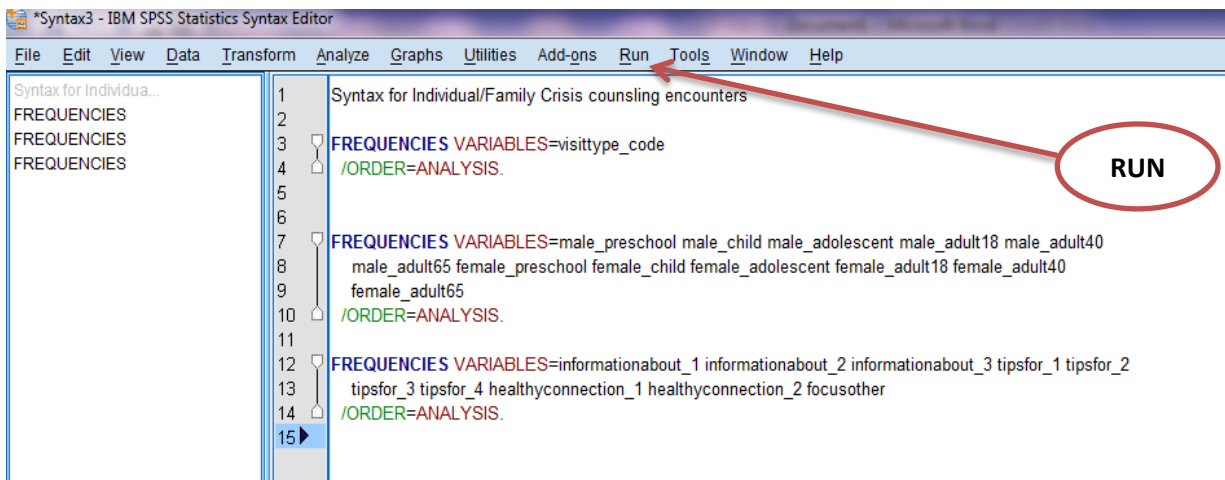 *Syntax3 - IBM SPSS Statistics Syntax Editor
File Edit View Data Transform Analyze Graphs Utilities Add-ons Run Tools Window Help
Syntax for Individua...
FREQUENCIES
FREQUENCIES
FREQUENCIES
1 Syntax for Individual/Family Crisis counsling encounters
2
3 FREQUENCIES VARIABLES=visittype_code
4 /ORDER=ANALYSIS.
5
6
7 FREQUENCIES VARIABLES=male_preschool male_child male_adolescent male_adult18 male_adult40
8 male_adult65 female_preschool female_child female_adolescent female_adult18 female_adult40
9 female_adult65
10 /ORDER=ANALYSIS.
11
12 FREQUENCIES VARIABLES=informationabout_1 informationabout_2 informationabout_3 tipsfor_1 tipsfor_2
13 tipsfor_3 tipsfor_4 healthyconnection_1 healthyconnection_2 focusother
14 /ORDER=ANALYSIS.
15
RUN